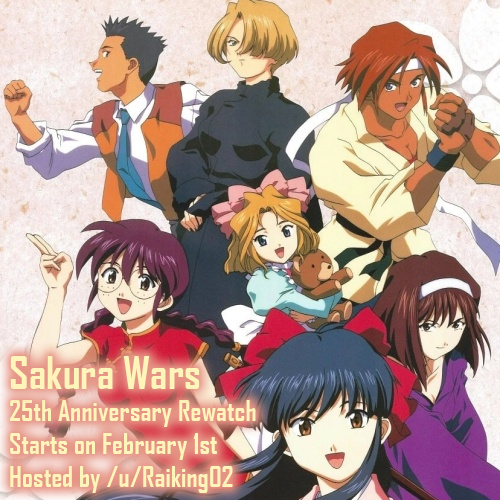 Sakura Wars
25th Anniversary Rewatch
Starts on February 1st
Hosted by /u/Raiking02